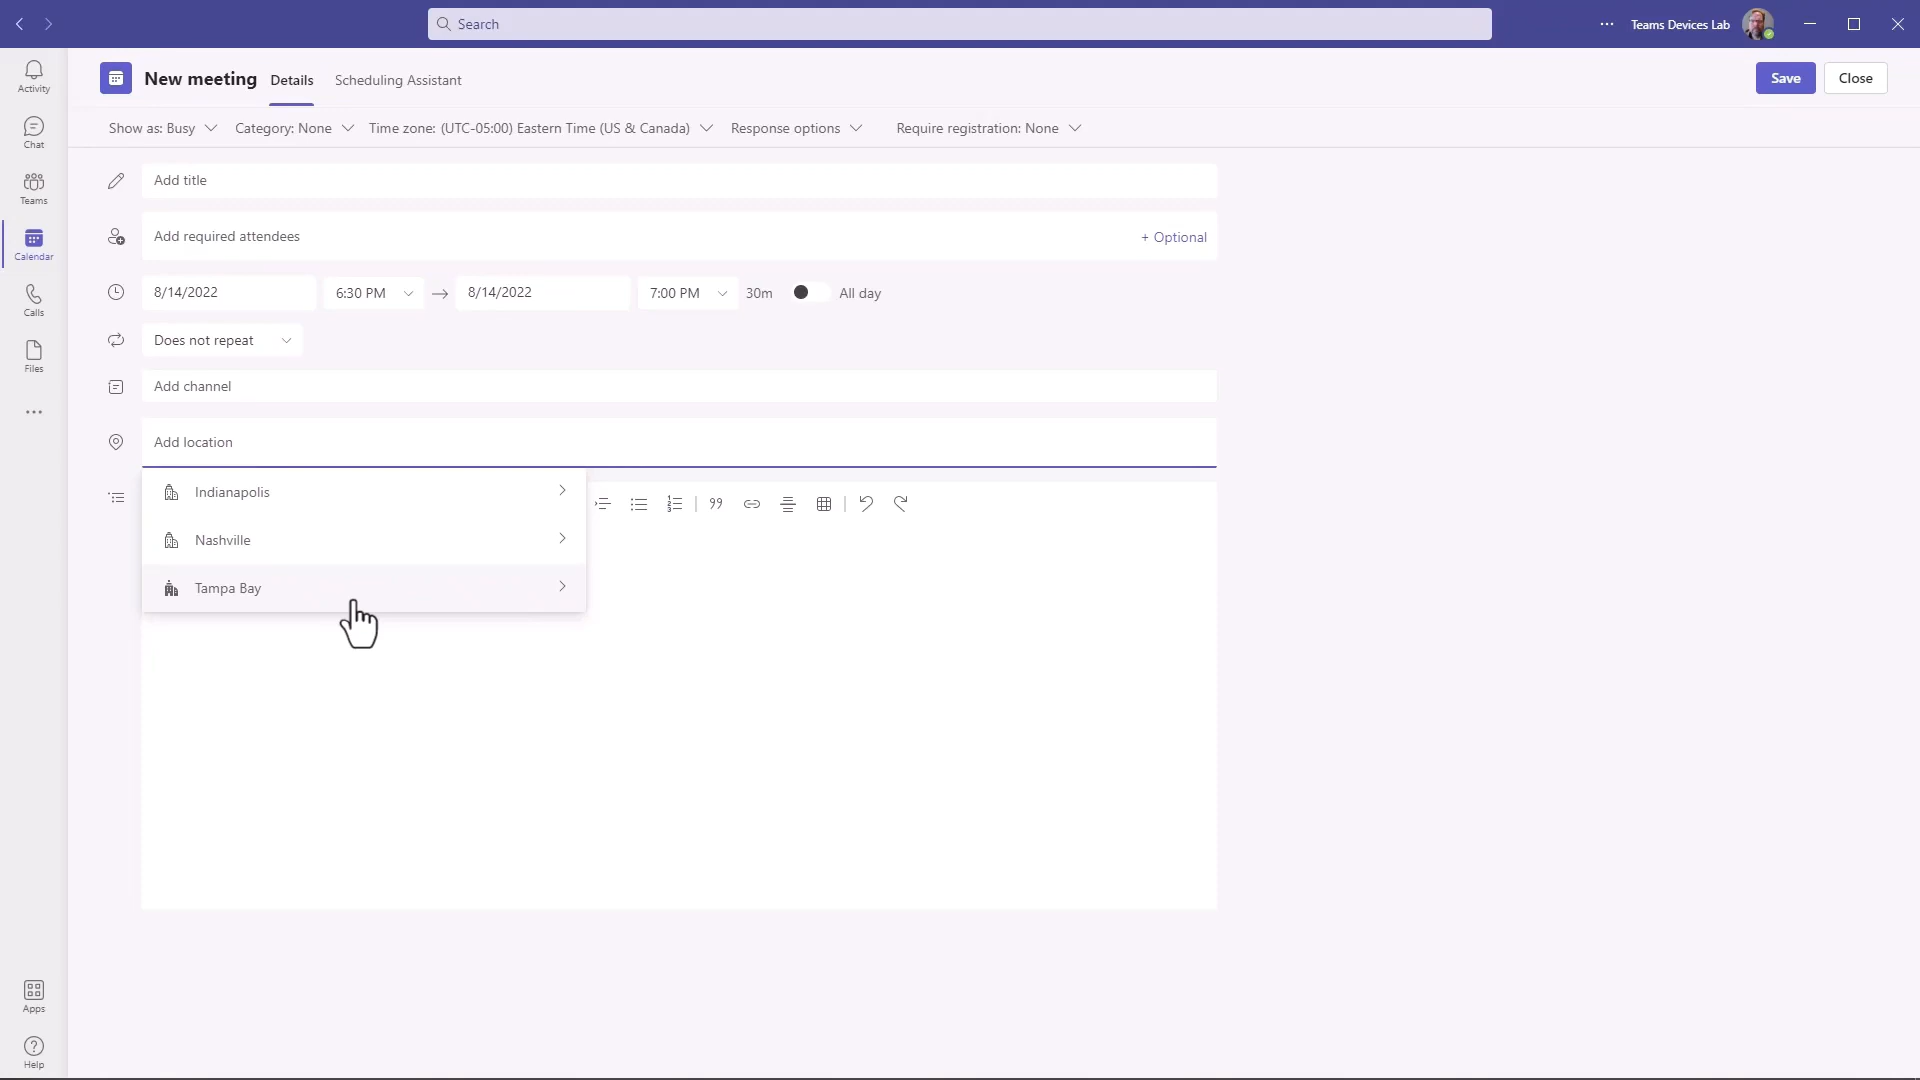 Search
Teams Devices Lab
Activity
Chat
Teams
Calendar
Calls
Files
Apps
Help
New meeting
Details
Scheduling Assistant
Save
Close
Show as: Busy
Category: None
Time zone: (UTC-05:00) Eastern Time (US & Canada)
Response options
Require registration: None
Add title
Add required attendees
+ Optional
8/14/2022
6:30 PM
8/14/2022
7:00 PM
30m
All day
Does not repeat
Add channel
Add location
Indianapolis
Nashville
Tampa Bay